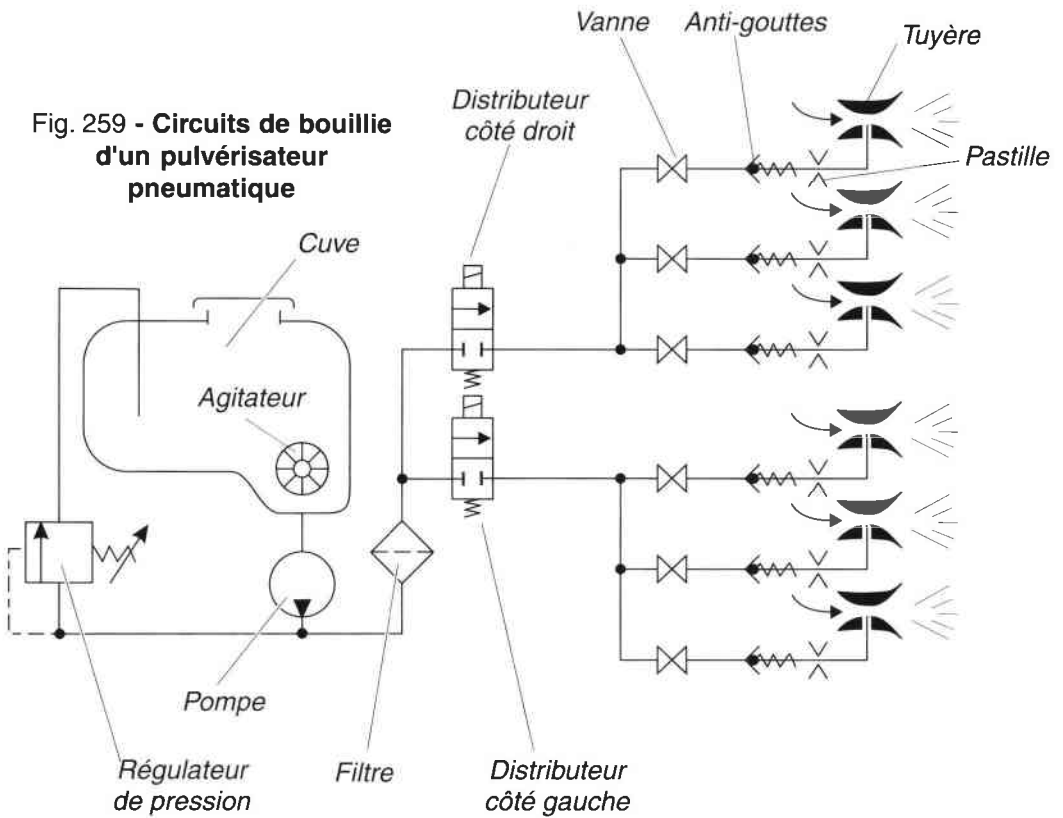 Vanne
Anti-gouttes
Tuyère
Distributeur
côté droit
Fig. 259 - Circuits de bouillie
d'un pulvérisateur
pneumatique
Pastille
Cuve
Agitateur
Pompe
Régulateur
de pression
Filtre
Distributeur
côté gauche